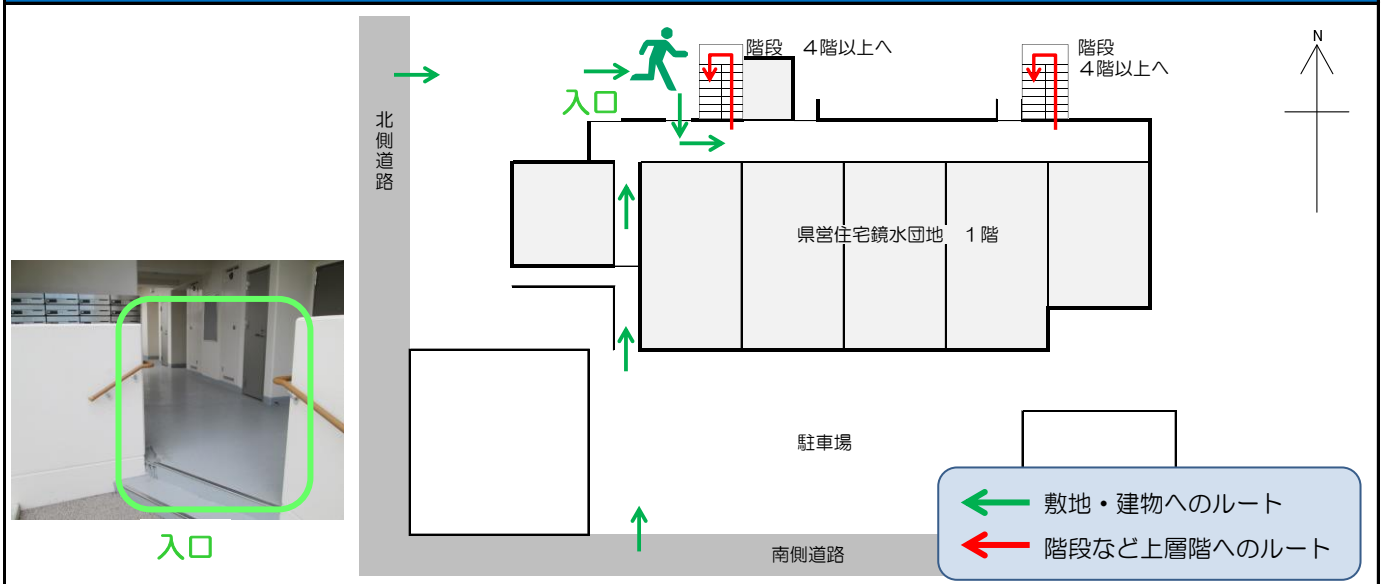 階段 4階以上へ
階段
4階以上へ
N
入口
北側道路
県営住宅鏡水団地 1階
駐車場
入口
敷地・建物へのルート
階段など上層階へのルート
南側道路